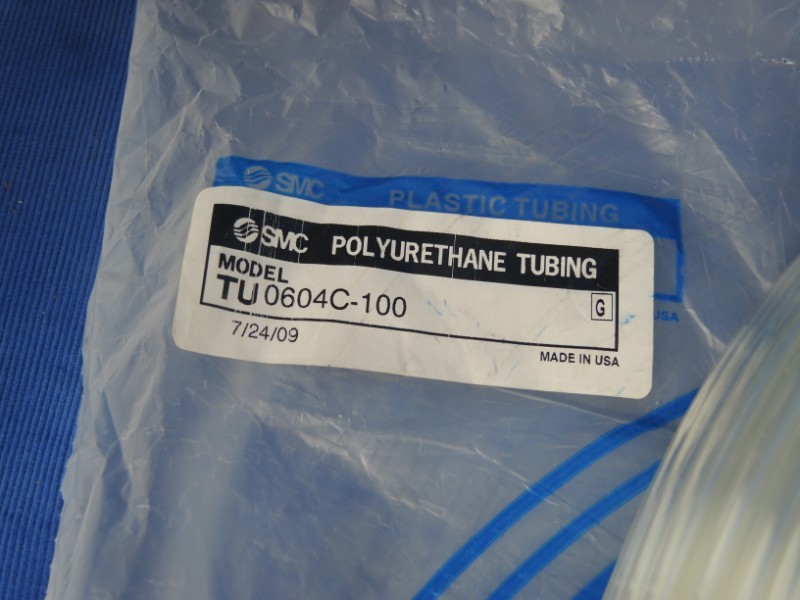 SMC PLASTIC TUBING
SMC POLYURETHANE TUBING
MODEL
TU 0604C-100
G
7/24/09
MADE IN USA
USA